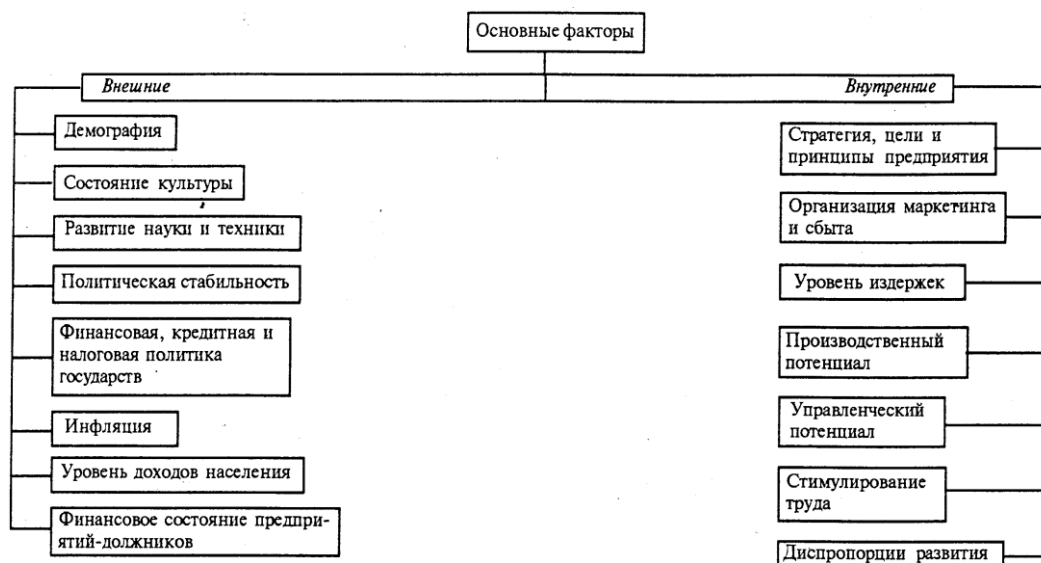 Основные факторы
Внешние
Внутренние
Демография
Состояние культуры
Развитие науки и техники
Политическая стабильность
Финансовая, кредитная и
налоговая политика
государств
Инфляция
Уровень доходов населения
Финансовое состояние предпри-
ятий-должников
Стратегия, цели и
принципы предприятия
Организация маркетинга
и сбыта
Уровень издержек
Производственный
потенциал
Управленческий
потенциал
Стимулирование
труда
Диспропорции развития